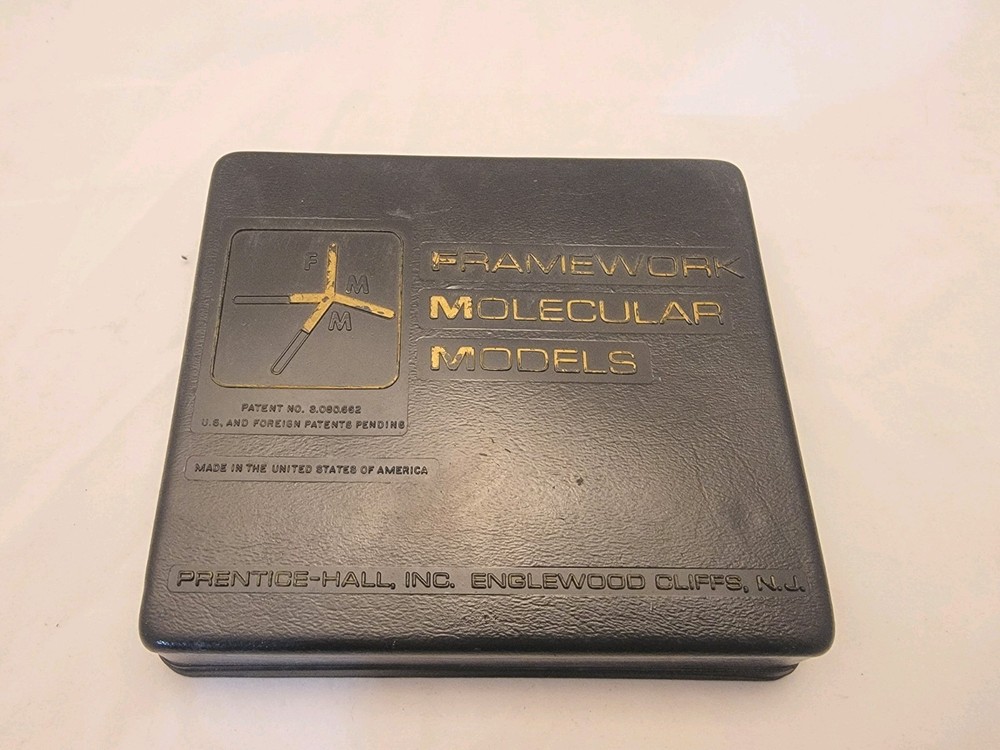 F
M
M
FRAMEWORK
MOLECULAR
MODELS
PATENT NO. 3.080.662
U.S. AND FOREIGN PATENTS PENDING
MADE IN THE UNITED STATES OF AMERICA
PRENTICE-HALL, INC. ENGLEWOOD CLIFFS, N.J.